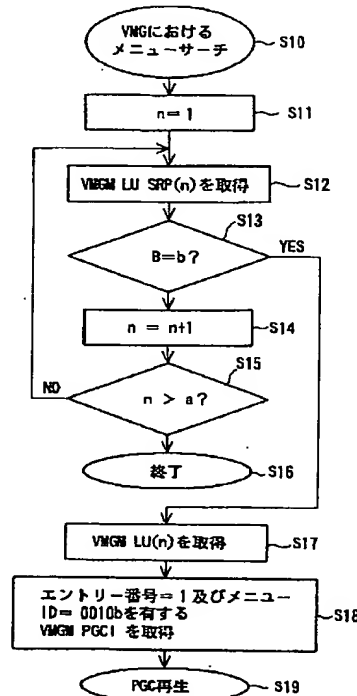 VMGにおける
メニューサーチ
S10
n = 1
S11
VMGM LU SRP(n)を取得
S12
S13
B=b?
YES
n = n+1
S14
S15
NO
n > a?
終了
S16
VMGM LU(n)を取得
S17
エントリー番号=1及びメニュー
ID= 0010bを有する
VMGM PGCI を取得
S18
PGC再生
S19